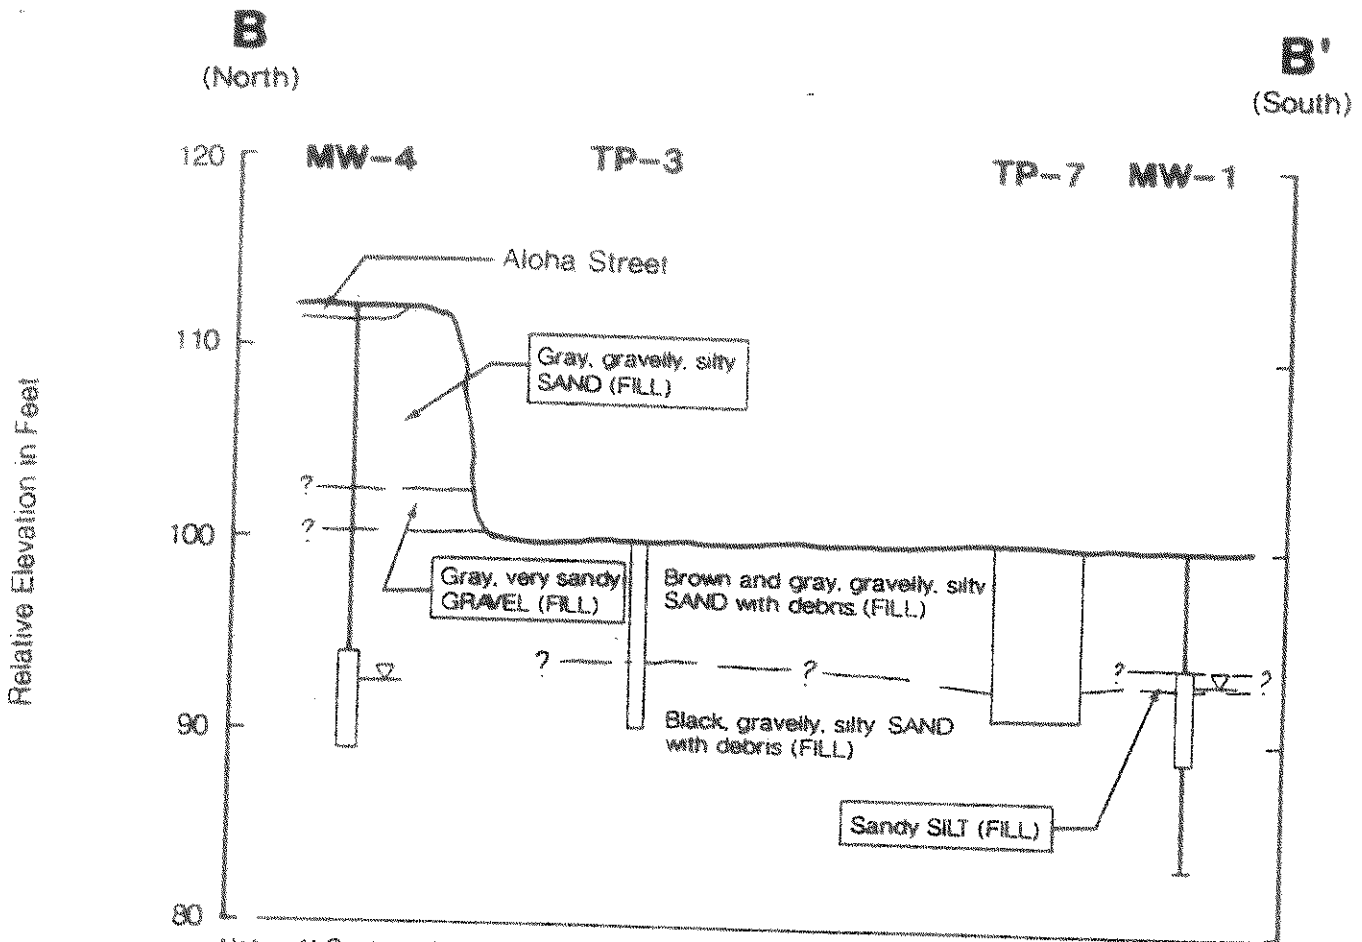 B
(North)
B'
(South)
120
MW-4
TP-3
TP-7
MW-1
Aloha Street
110
Gray, gravelly, silty
SAND (FILL)
Relative Elevation in Feet
?
?
100
Gray, very sandy
GRAVEL (FILL)
Brown and gray, gravelly, silty
SAND with debris (FILL)
?
?
?
?
90
Black, gravelly, silty SAND
with debris (FILL)
Sandy SILT (FILL)
80